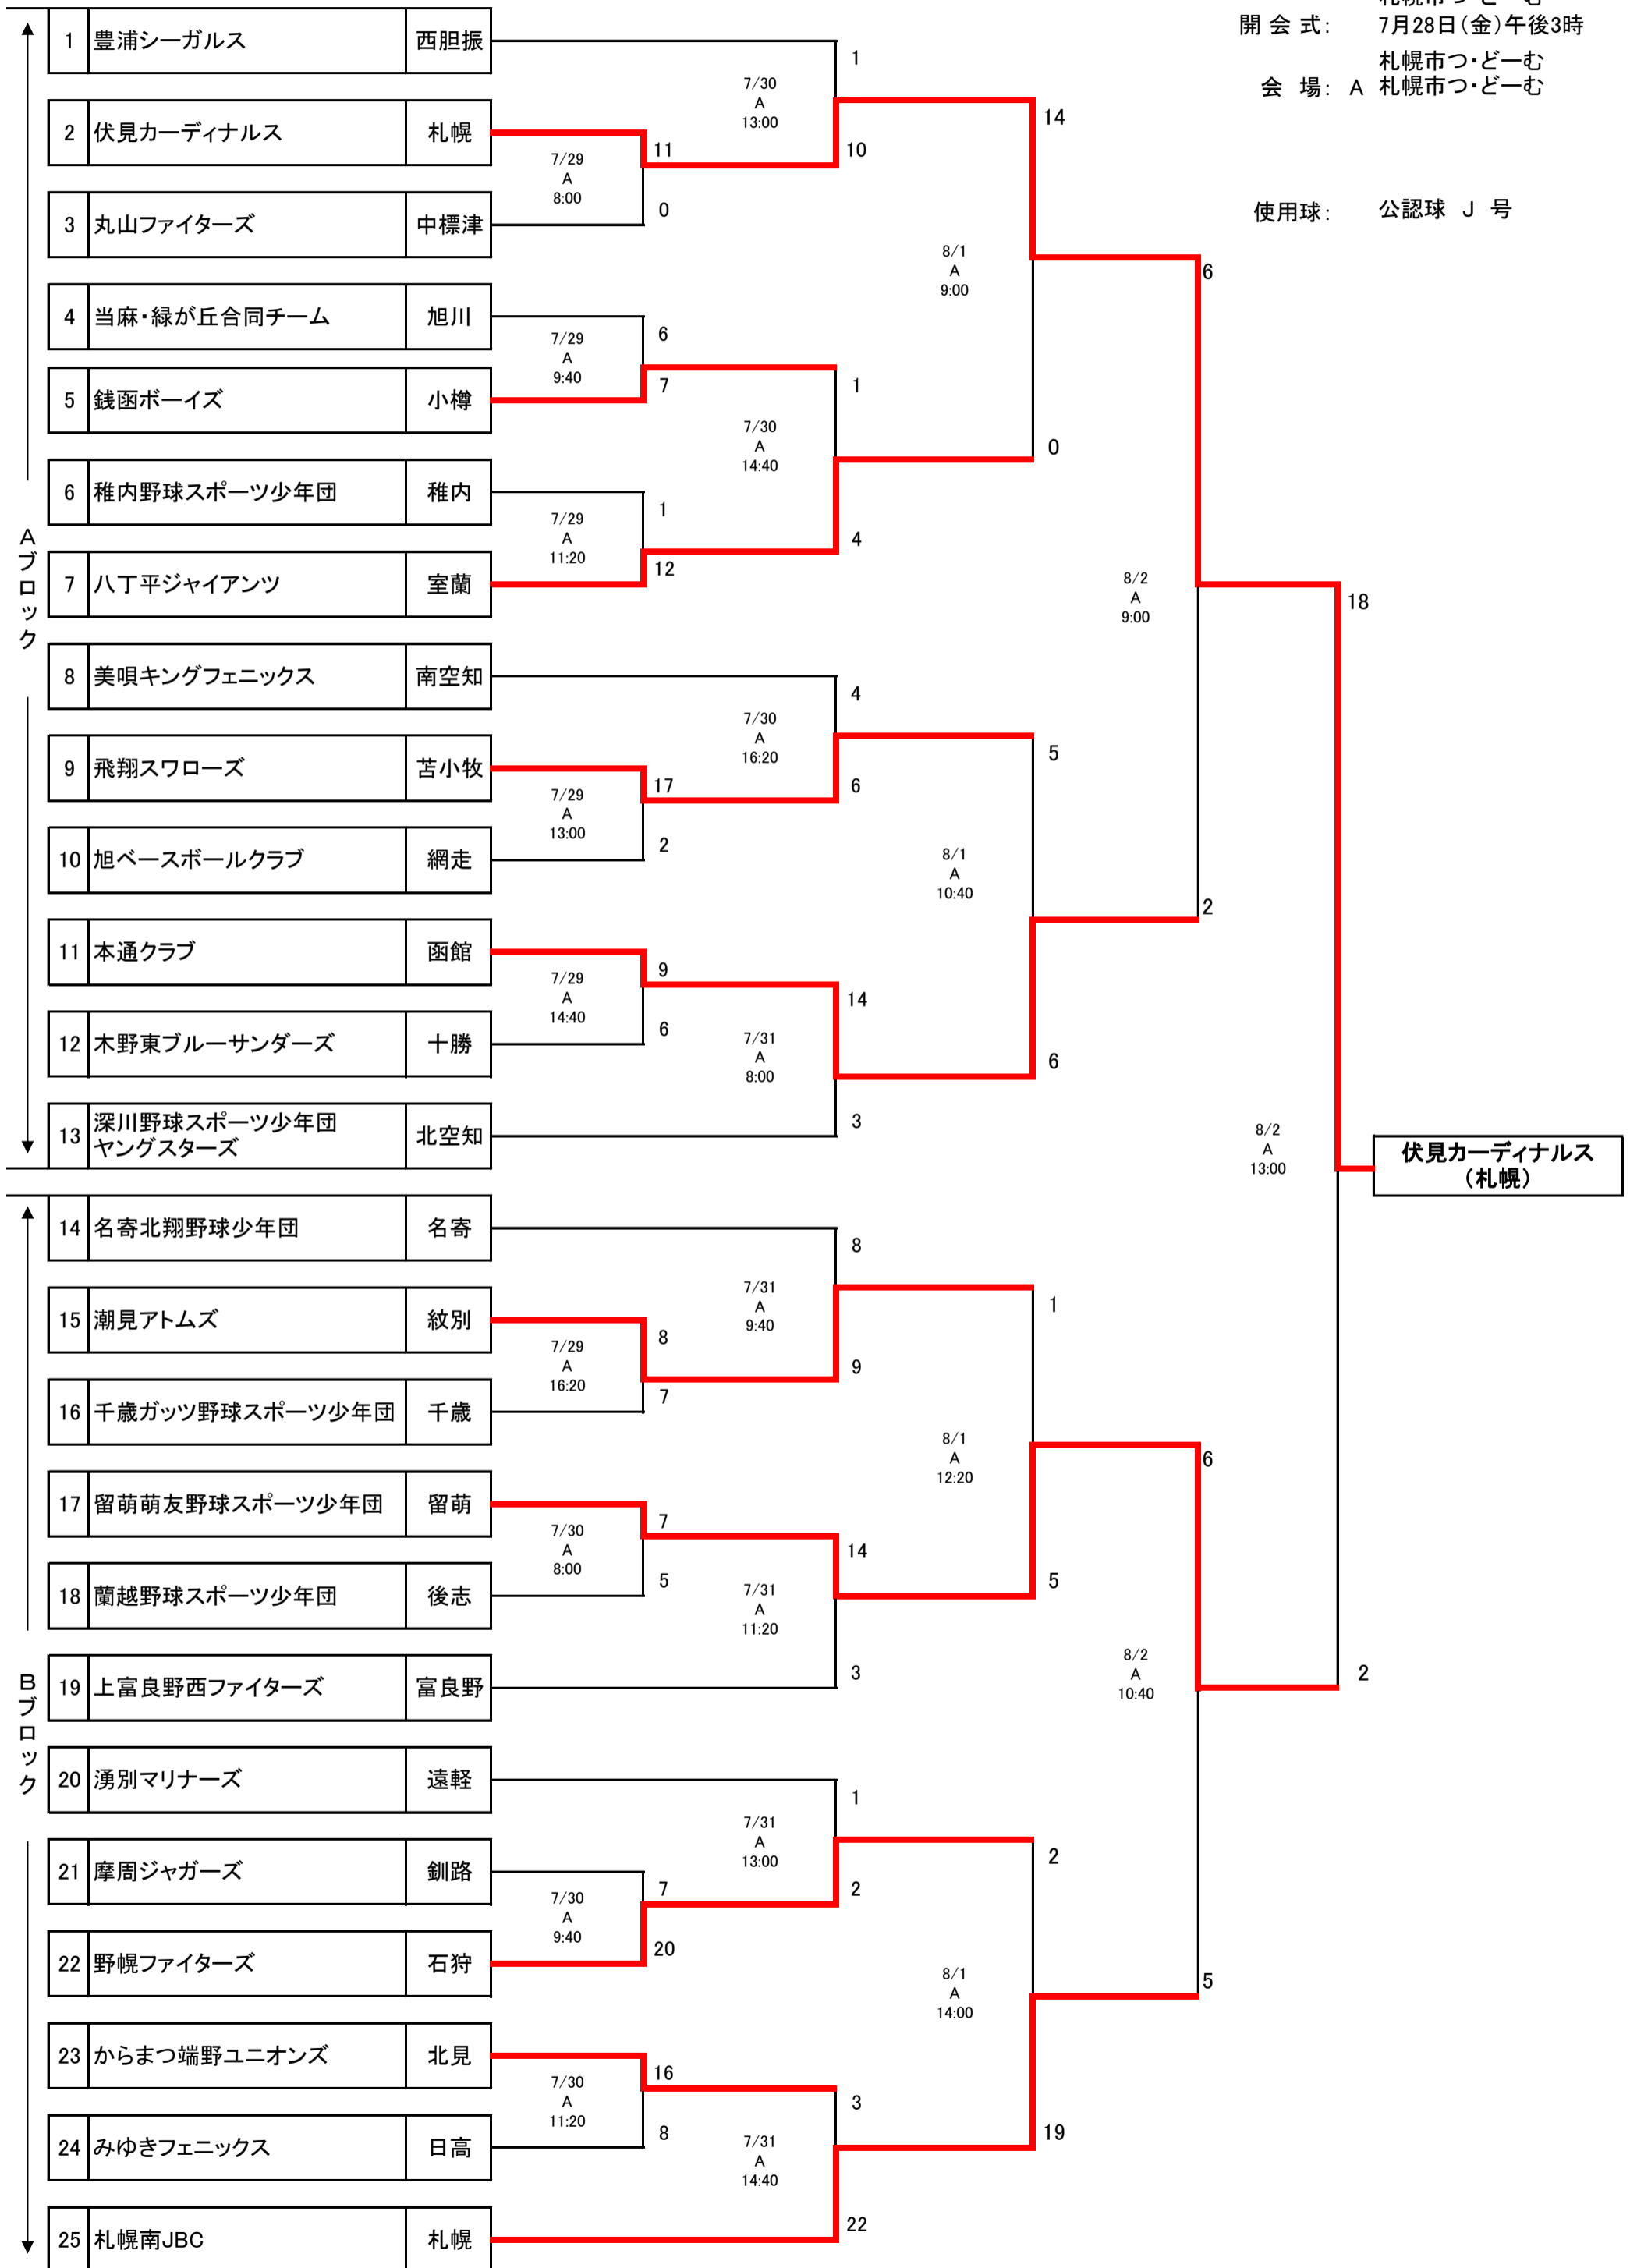 札幌市つ・どーむ
開会式: 7月28日(金)午後3時
札幌市つ・どーむ
会 場: A 札幌市つ・どーむ
使用球: 公認球 J 号
Aブロック
1 豊浦シーガルス 西胆振
2 伏見カーディナルス 札幌
3 丸山ファイターズ 中標津
4 当麻・緑が丘合同チーム 旭川
5 銭函ボーイズ 小樽
6 稚内野球スポーツ少年団 稚内
7 八丁平ジャイアンツ 室蘭
8 美唄キングフェニックス 南空知
9 飛翔スワローズ 苫小牧
10 旭ベースボールクラブ 網走
11 本通クラブ 函館
12 木野東ブルーサンダーズ 十勝
13 深川野球スポーツ少年団
ヤングスターズ 北空知
Bブロック
14 名寄北翔野球少年団 名寄
15 潮見アトムズ 紋別
16 千歳ガッツ野球スポーツ少年団 千歳
17 留萌萌友野球スポーツ少年団 留萌
18 蘭越野球スポーツ少年団 後志
19 上富良野西ファイターズ 富良野
20 湧別マリナーズ 遠軽
21 摩周ジャガーズ 釧路
22 野幌ファイターズ 石狩
23 からまつ端野ユニオンズ 北見
24 みゆきフェニックス 日高
25 札幌南JBC 札幌
7/29
A
8:00
11
0
7/29
A
9:40
6
7
7/29
A
11:20
1
12
7/29
A
13:00
17
2
7/29
A
14:40
9
6
7/29
A
16:20
8
7
7/30
A
8:00
7
5
7/30
A
9:40
7
20
7/30
A
11:20
16
8
7/30
A
13:00
1
10
7/30
A
14:40
1
4
7/30
A
16:20
4
6
7/31
A
8:00
14
3
7/31
A
9:40
8
9
7/31
A
11:20
14
3
7/31
A
13:00
1
2
7/31
A
14:40
3
22
8/1
A
9:00
14
0
8/1
A
10:40
5
6
8/1
A
12:20
1
5
8/1
A
14:00
2
19
8/2
A
9:00
6
2
8/2
A
10:40
6
5
8/2
A
13:00
18
2
伏見カーディナルス
(札幌)